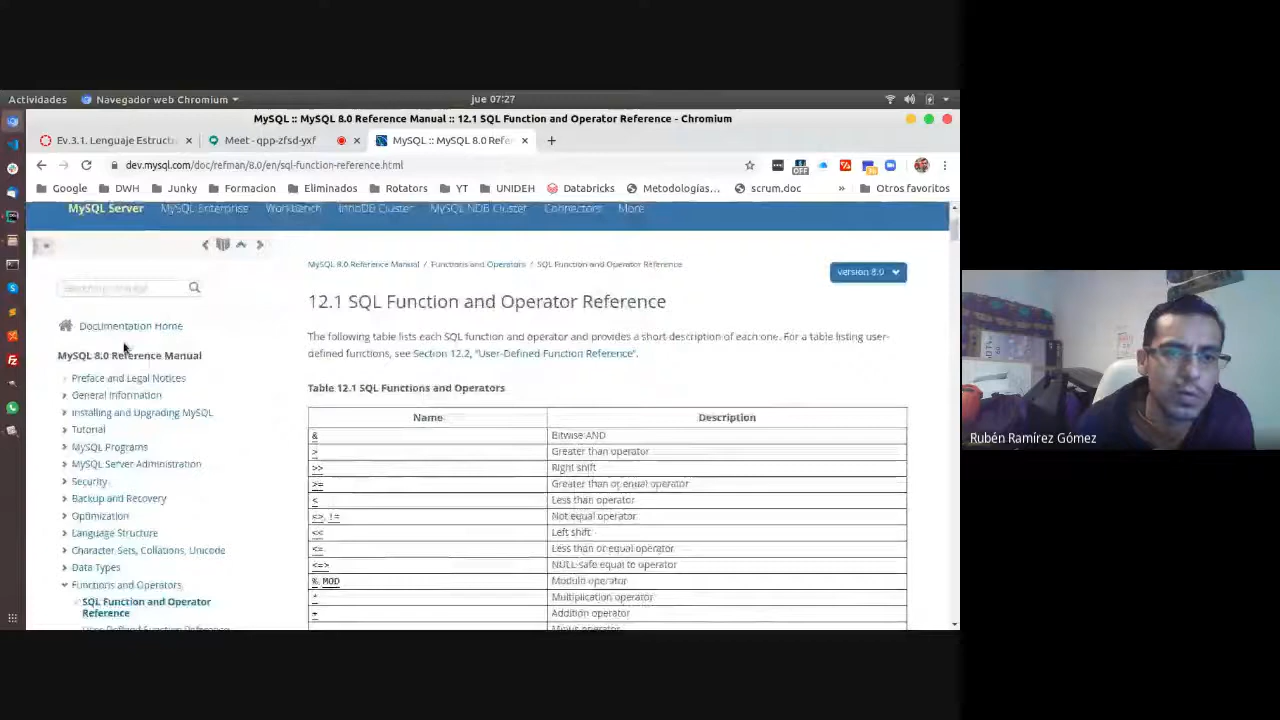 Actividades
Navegador web Chromium
jue 07:27
MySQL :: MySQL 8.0 Reference Manual :: 12.1 SQL Function and Operator Reference - Chromium
Ev.3.1. Lenguaje Estruct
Meet - qpp-zfsd-yxf
MySQL :: MySQL 8.0 Refe
dev.mysql.com/doc/refman/8.0/en/sql-function-reference.html
OFF
Google
DWH
Junky
Formacion
Eliminados
Rotators
YT
UNIDEH
Databricks
Metodologías...
scrum.doc
»
Otros favoritos
MySQL Server
MySQL Enterprise
Workbench
InnoDB Cluster
MySQL NDB Cluster
Connectors
More
MySQL 8.0 Reference Manual / Functions and Operators / SQL Function and Operator Reference
version 8.0
Documentation Home
MySQL 8.0 Reference Manual
Preface and Legal Notices
General Information
Installing and Upgrading MySQL
Tutorial
MySQL Programs
MySQL Server Administration
Security
Backup and Recovery
Optimization
Language Structure
Character Sets, Collations, Unicode
Data Types
Functions and Operators
SQL Function and Operator
Reference
User-Defined Function Reference
12.1 SQL Function and Operator Reference
The following table lists each SQL function and operator and provides a short description of each one. For a table listing user-
defined functions, see Section 12.2, "User-Defined Function Reference".
Table 12.1 SQL Functions and Operators
Name Description
& Bitwise AND
> Greater than operator
>> Right shift
>= Greater than or equal operator
< Less than operator
<>, != Not equal operator
<< Left shift
<= Less than or equal operator
<=> NULL-safe equal to operator
%, MOD Modulo operator
* Multiplication operator
+ Addition operator
Minus operator
Rubén Ramírez Gómez